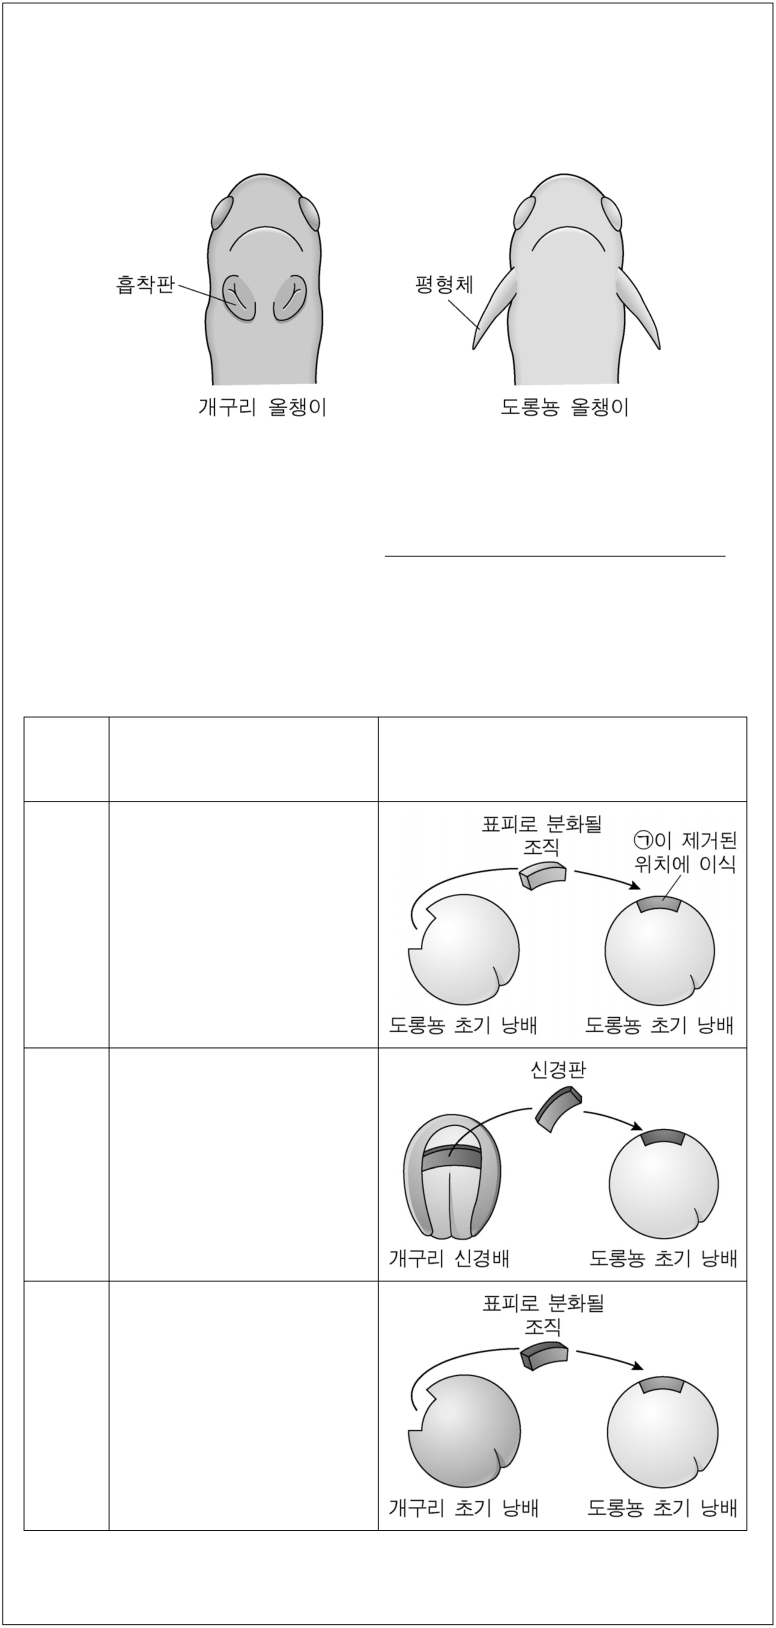 흡착판
평형체
개구리 올챙이
도롱뇽 올챙이
표피로 분화될
조직
㉠이 제거된
위치에 이식
도롱뇽 초기 낭배
도롱뇽 초기 낭배
신경판
개구리 신경배
도롱뇽 초기 낭배
표피로 분화될
조직
개구리 초기 낭배
도롱뇽 초기 낭배